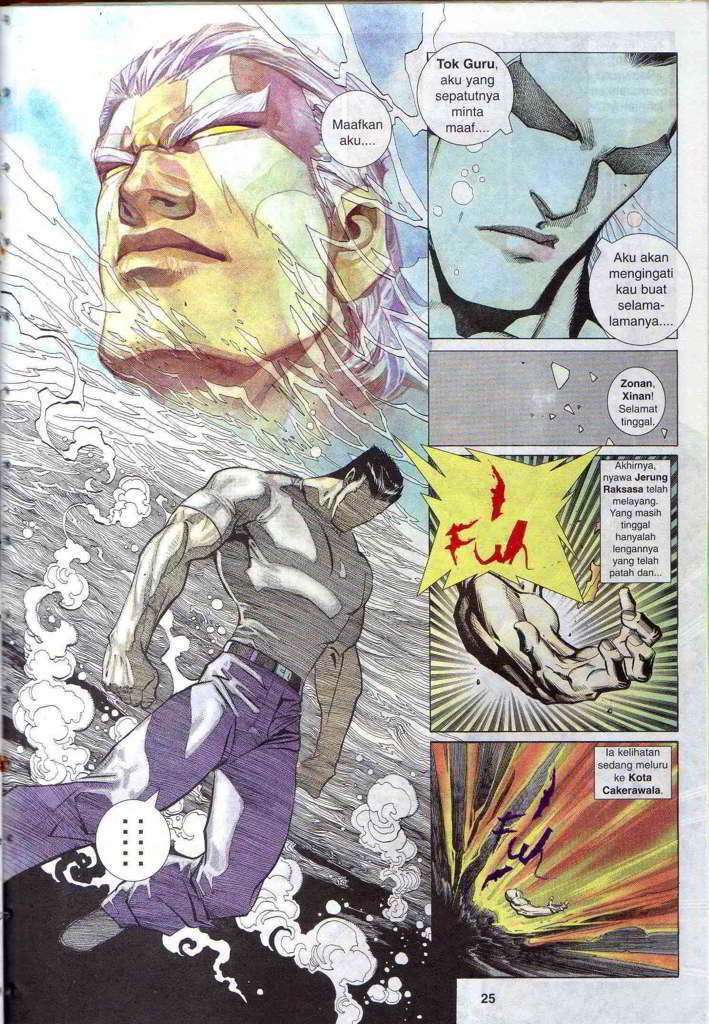 Maafkan
aku....
Tok Guru,
aku yang
sepatutnya
minta
maaf....
Aku akan
mengingati
kau buat
selama-
lamanya....
Zonan,
Xinan!
Selamat
tinggal.
Akhirnya,
nyawa Jerung
Raksasa telah
melayang.
Yang masih
tinggal
hanyalah
lengannya
yang telah
patah dan...
Fuh
Ia kelihatan
sedang meluru
ke Kota
Cakerawala.
Fuh
25